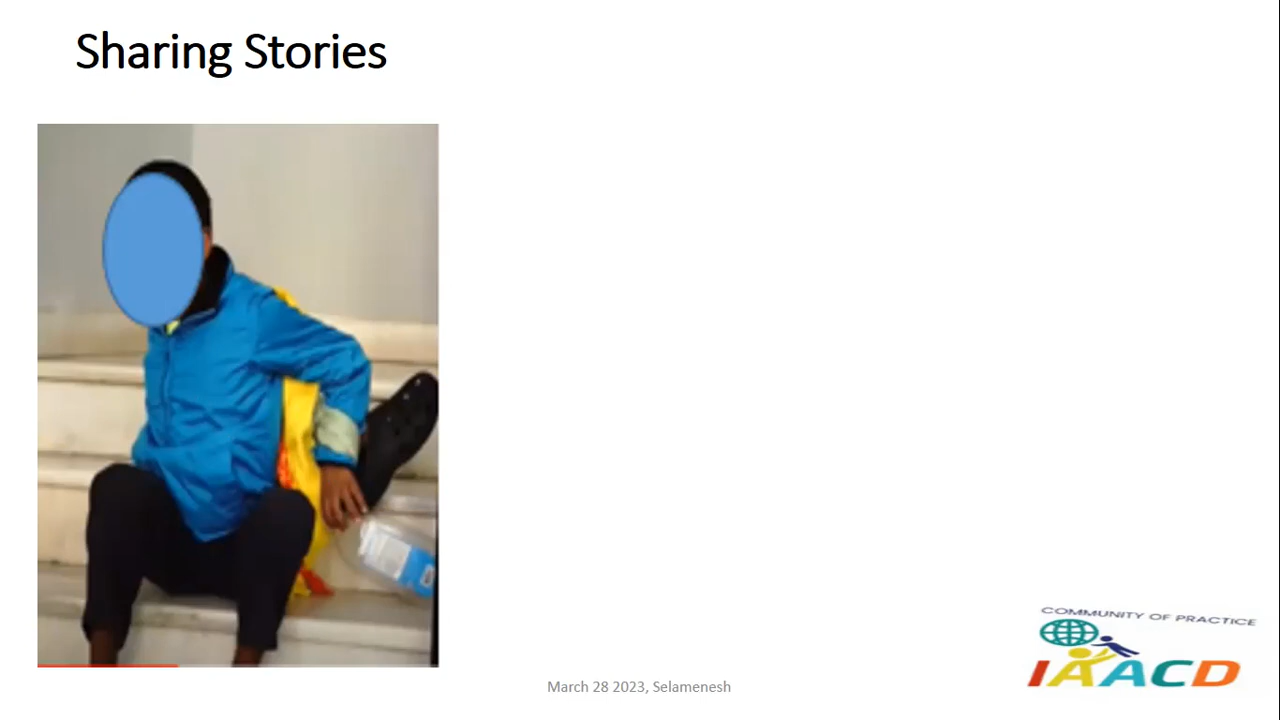 Sharing Stories
March 28 2023, Selamenesh
COMMUNITY OF PRACTICE
IAACD